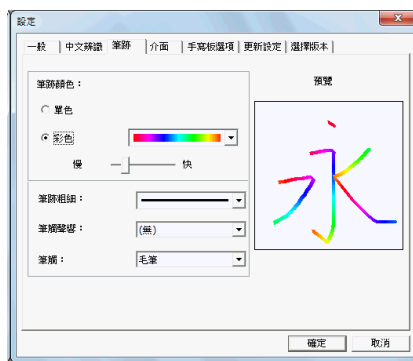 設定
一般 中文辨識 筆跡 介面 手寫板選項 更新設定 選擇版本
筆跡顏色：
單色
彩色
慢 快
筆跡粗細：
筆觸聲響： (無)
筆觸： 毛筆
預覽
永
確定 取消